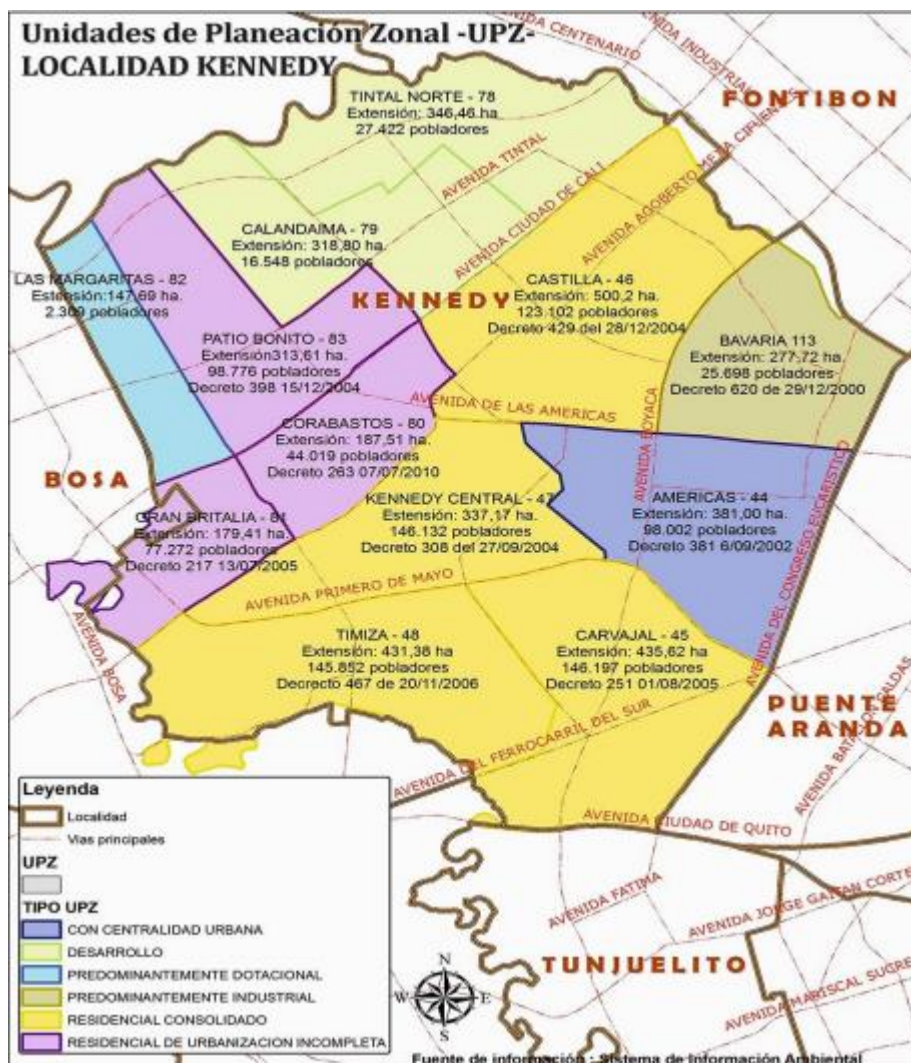 Unidades de Planeación Zonal -UPZ-
LOCALIDAD KENNEDY
AVENIDA CENTENARIO
AVENIDA INDUSTRIAL
FONTIBON
TINTAL NORTE - 78
Extensión: 346,46 ha.
27.422 pobladores
AVENIDA TINTAL
AVENIDA CIUDAD DE CALI
AVENIDA AGOBERTO MEJIA CIFUENTES
CALANDAIMA - 79
Extensión: 318,80 ha.
16.548 pobladores
LAS MARGARITAS - 82
Estensión:147,69 ha.
2.309 pobladores
KENNEDY
CASTILLA - 46
Extensión: 500,2 ha.
123.102 pobladores
Decreto 429 del 28/12/2004
PATIO BONITO - 83
Extensión313,61 ha.
98.776 pobladores
Decreto 398 15/12/2004
BAVARIA 113
Extensión: 277,72 ha.
25.698 pobladores
Decreto 620 de 29/12/2000
AVENIDA DE LAS AMERICAS
AVENIDA BOYACA
CORABASTOS - 80
Extensión: 187,51 ha.
44.019 pobladores
Decreto 263 07/07/2010
BOSA
KENNEDY CENTRAL - 47
Extensión: 337,17 ha.
146.132 pobladores
Decreto 308 del 27/09/2004
AMERICAS - 44
Extensión: 381,00 ha.
98.002 pobladores
Decreto 381 6/09/2002
AVENIDA DEL CONGRESO EUCARISTICO
GRAN BRITALIA - 81
Extensión: 179,41 ha.
77.272 pobladores
Decreto 217 13/07/2005
AVENIDA PRIMERO DE MAYO
AVENIDA BOSA
TIMIZA - 48
Extensión: 431,38 ha
145.852 pobladores
Decrecto 467 de 20/11/2006
CARVAJAL - 45
Extensión: 435,62 ha
146.197 pobladores
Decreto 251 01/08/2005
PUENTE
ARANDA
AVENIDA DEL FERROCARRIL DEL SUR
AVENIDA CIUDAD DE QUITO
AVENIDA FATIMA
AVENIDA JORGE GAITAN CORTE
TUNJUELITO
AVENIDA MARISCAL SUCRE
Leyenda
Localidad
Vias principales
UPZ
TIPO UPZ
CON CENTRALIDAD URBANA
DESARROLLO
PREDOMINANTEMENTE DOTACIONAL
PREDOMINANTEMENTE INDUSTRIAL
RESIDENCIAL CONSOLIDADO
RESIDENCIAL DE URBANIZACION INCOMPLETA
N
W
E
S
Fuente de información : Sistema de Información Ambiental